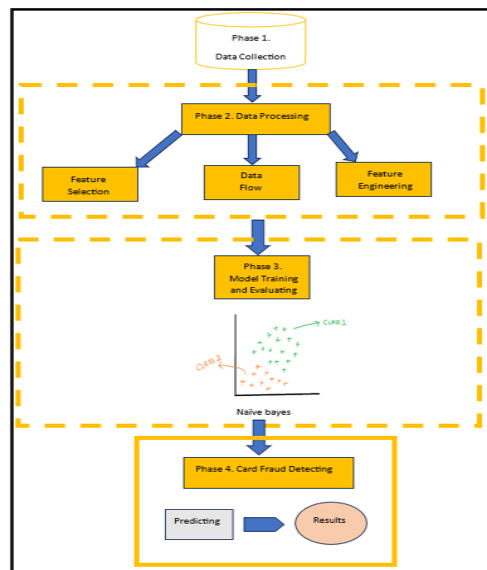 Phase 1.
Data Collection
Phase 2. Data Processing
Feature
Selection
Data
Flow
Feature
Engineering
Phase 3.
Model Training
and Evaluating
CLASS 1
CLASS 2
Naïve bayes
Phase 4. Card Fraud Detecting
Predicting
Results